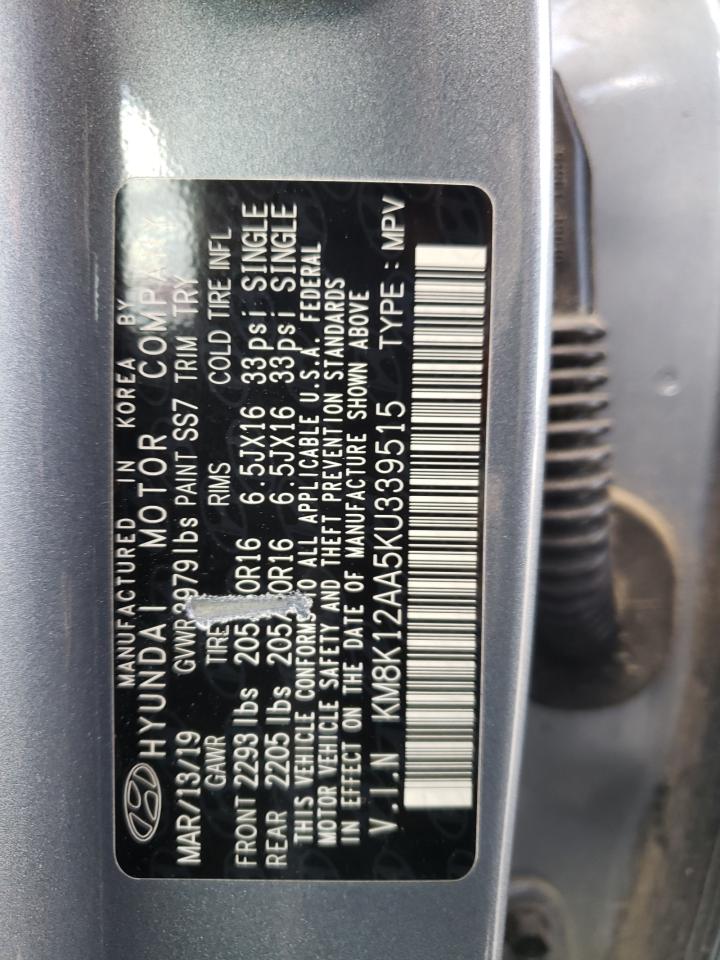 MANUFACTURED IN KOREA BY
HYUNDAI MOTOR COMPANY
MAR/13/19 GVWR 3979lbs PAINT SS7 TRIM TRY
GAWR TIRE RIMS COLD TIRE INFL
FRONT 2293 lbs 205/60R16 6.5JX16 33psi SINGLE
REAR 2205 lbs 205/60R16 6.5JX16 33psi SINGLE
THIS VEHICLE CONFORMS TO ALL APPLICABLE U.S.A. FEDERAL
MOTOR VEHICLE SAFETY AND THEFT PREVENTION STANDARDS
IN EFFECT ON THE DATE OF MANUFACTURE SHOWN ABOVE
V.I.N KM8K12AA5KU339515 TYPE : MPV